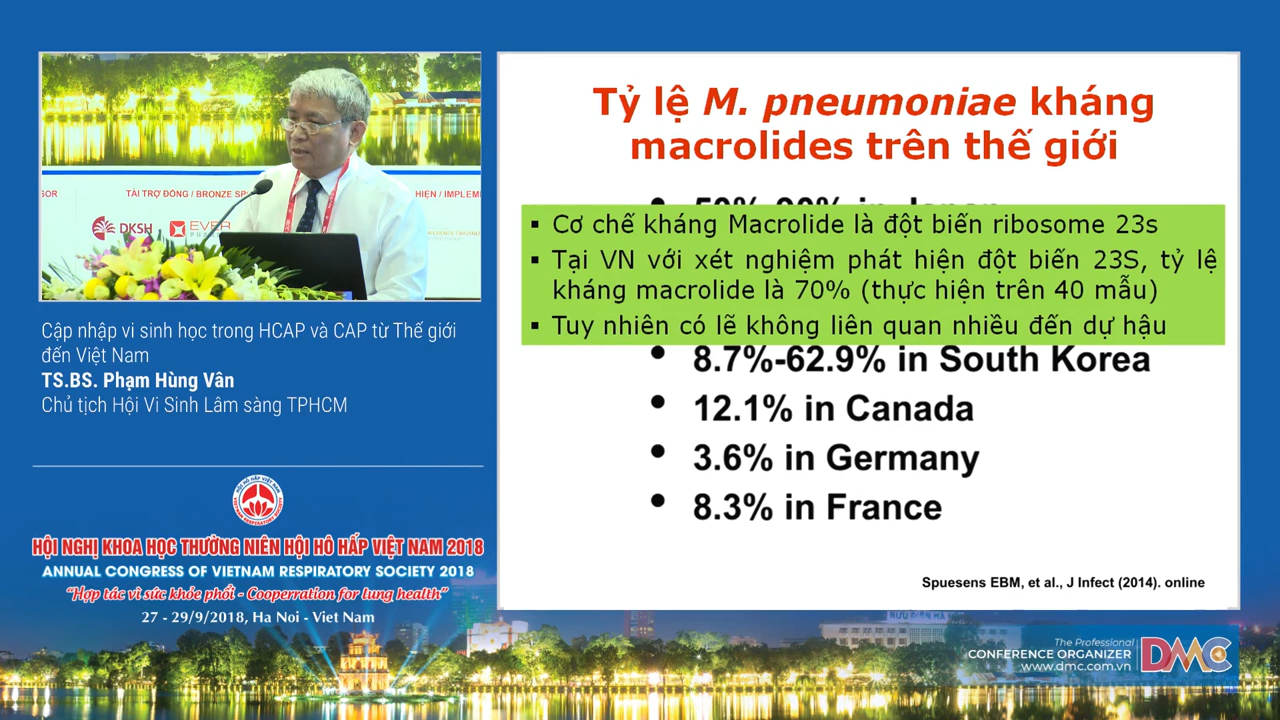 SOR
TÀI TRỢ ĐỒNG / BRONZE SP
HIỆN / IMPLEM
DKSH
EVER
Cập nhập vi sinh học trong HCAP và CAP từ Thế giới
đến Việt Nam
TS.BS. Phạm Hùng Vân
Chủ tịch Hội Vi Sinh Lâm sàng TPHCM
HỘI NGHỊ KHOA HỌC THƯỜNG NIÊN HỘI HÔ HẤP VIỆT NAM 2018
ANNUAL CONGRESS OF VIETNAM RESPIRATORY SOCIETY 2018
"Hợp tác vì sức khỏe phổi - Cooperration for lung health"
27 - 29/9/2018, Ha Noi - Viet Nam
Tỷ lệ M. pneumoniae kháng
macrolides trên thế giới
▪ Cơ chế kháng Macrolide là đột biến ribosome 23s
▪ Tại VN với xét nghiệm phát hiện đột biến 23S, tỷ lệ
kháng macrolide là 70% (thực hiện trên 40 mẫu)
▪ Tuy nhiên có lẽ không liên quan nhiều đến dự hậu
• 8.7%-62.9% in South Korea
• 12.1% in Canada
• 3.6% in Germany
• 8.3% in France
Spuesens EBM, et al., J Infect (2014). online
The Professional
CONFERENCE ORGANIZER
www.dmc.com.vn
DMC